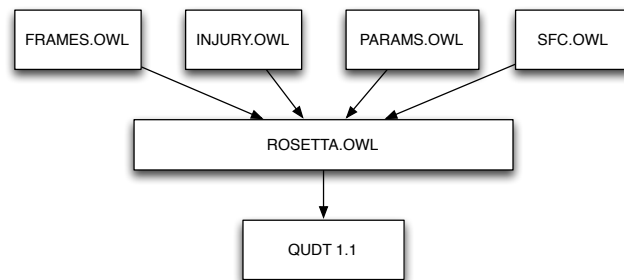 FRAMES.OWL
INJURY.OWL
PARAMS.OWL
SFC.OWL
ROSETTA.OWL
QUDT 1.1